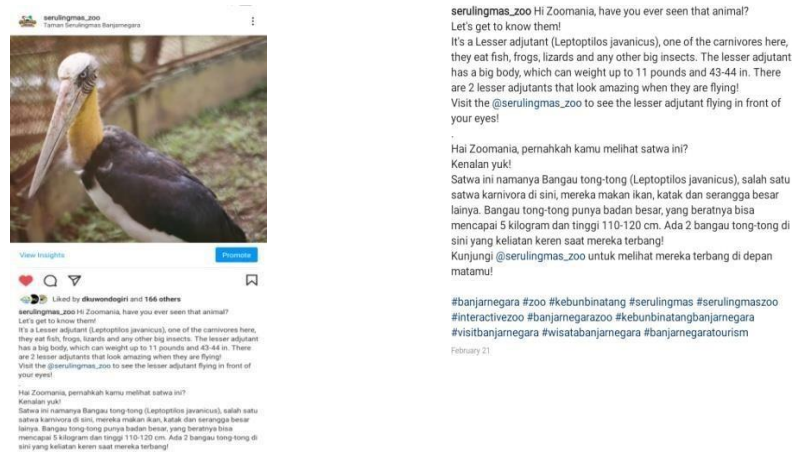 serulingmas_zoo
Taman Serulingmas Banjarnegara
View Insights
Promote
Liked by dkuwondogiri and 166 others
serulingmas_zoo Hi Zoomania, have you ever seen that animal?
Let's get to know them!
It's a Lesser adjutant (Leptoptilos javanicus), one of the carnivores here,
they eat fish, frogs, lizards and any other big insects. The lesser adjutant
has a big body, which can weight up to 11 pounds and 43-44 in. There
are 2 lesser adjutants that look amazing when they are flying!
Visit the @serulingmas_zoo to see the lesser adjutant flying in front of
your eyes!
.
Hai Zoomania, pernahkah kamu melihat satwa ini?
Kenalan yuk!
Satwa ini namanya Bangau tong-tong (Leptoptilos javanicus), salah satu
satwa karnivora di sini, mereka makan ikan, katak dan serangga besar
lainya. Bangau tong-tong punya badan besar, yang beratnya bisa
mencapai 5 kilogram dan tinggi 110-120 cm. Ada 2 bangau tong-tong di
sini yang keliatan keren saat mereka terbang!
serulingmas_zoo Hi Zoomania, have you ever seen that animal?
Let's get to know them!
It's a Lesser adjutant (Leptoptilos javanicus), one of the carnivores here,
they eat fish, frogs, lizards and any other big insects. The lesser adjutant
has a big body, which can weight up to 11 pounds and 43-44 in. There
are 2 lesser adjutants that look amazing when they are flying!
Visit the @serulingmas_zoo to see the lesser adjutant flying in front of
your eyes!
.
Hai Zoomania, pernahkah kamu melihat satwa ini?
Kenalan yuk!
Satwa ini namanya Bangau tong-tong (Leptoptilos javanicus), salah satu
satwa karnivora di sini, mereka makan ikan, katak dan serangga besar
lainya. Bangau tong-tong punya badan besar, yang beratnya bisa
mencapai 5 kilogram dan tinggi 110-120 cm. Ada 2 bangau tong-tong di
sini yang keliatan keren saat mereka terbang!
Kunjungi @serulingmas_zoo untuk melihat mereka terbang di depan
matamu!
#banjarnegara #zoo #kebunbinatang #serulingmas #serulingmaszoo
#interactivezoo #banjarnegarazoo #kebunbinatangbanjarnegara
#visitbanjarnegara #wisatabanjarnegara #banjarnegaratourism
February 21